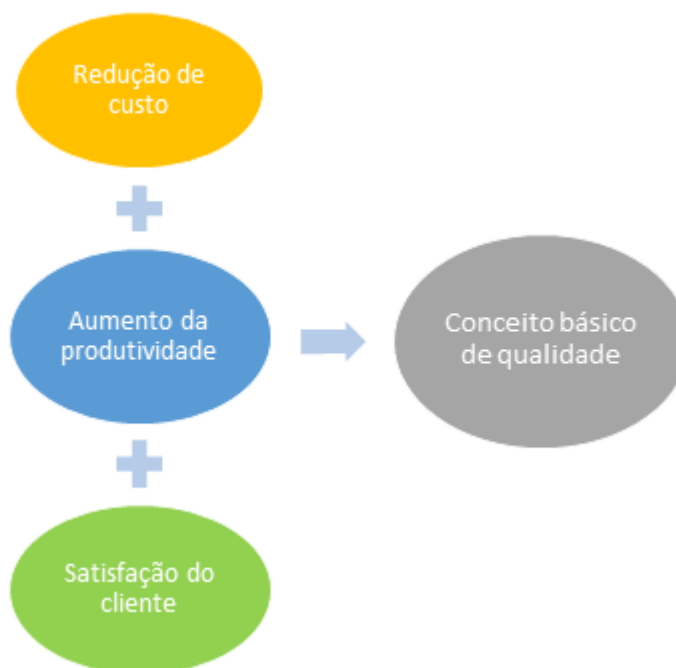 Redução de
custo
Aumento da
produtividade
Conceito básico
de qualidade
Satisfação do
cliente